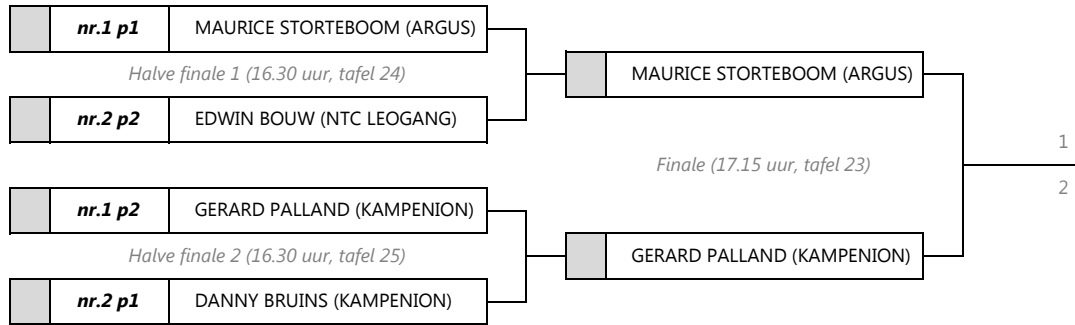 nr.1 p1 MAURICE STORTEBOOM (ARGUS)
Halve finale 1 (16.30 uur, tafel 24)
nr.2 p2 EDWIN BOUW (NTC LEOGANG)
nr.1 p2 GERARD PALLAND (KAMPENION)
Halve finale 2 (16.30 uur, tafel 25)
nr.2 p1 DANNY BRUINS (KAMPENION)
MAURICE STORTEBOOM (ARGUS)
Finale (17.15 uur, tafel 23)
GERARD PALLAND (KAMPENION)
1
2